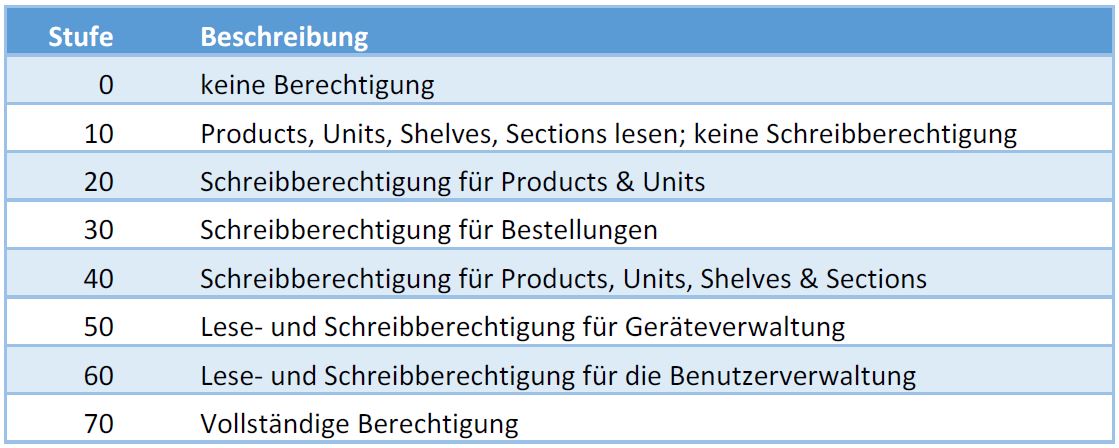 Stufe Beschreibung
0 keine Berechtigung
10 Products, Units, Shelves, Sections lesen; keine Schreibberechtigung
20 Schreibberechtigung für Products & Units
30 Schreibberechtigung für Bestellungen
40 Schreibberechtigung für Products, Units, Shelves & Sections
50 Lese- und Schreibberechtigung für Geräteverwaltung
60 Lese- und Schreibberechtigung für die Benutzerverwaltung
70 Vollständige Berechtigung